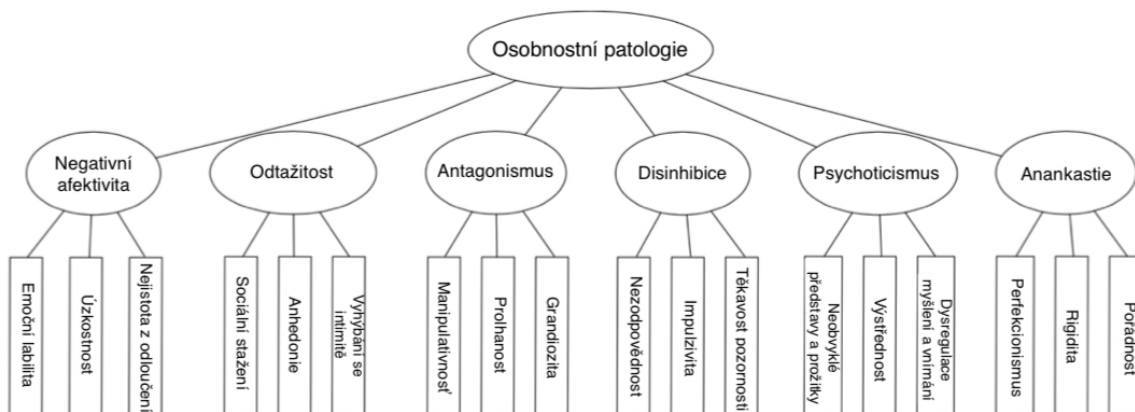 Osobnostní patologie
Negativní
afektivita
Odtažitost
Antagonismus
Disinhibice
Psychoticismus
Anankastie
Emoční labilita
Úzkostnost
Nejistota z odloučení
Sociální stažení
Anhedonie
Vyhýbání se
intimitě
Manipulativnosť
Prolhanost
Grandiozita
Nezodpovědnost
Impulzivita
Těkavost pozornosti
Neobvyklé
představy a prožitky
Výstřednost
Dysregulace
myšlení a vnímání
Perfekcionismus
Rigidita
Pořádnost